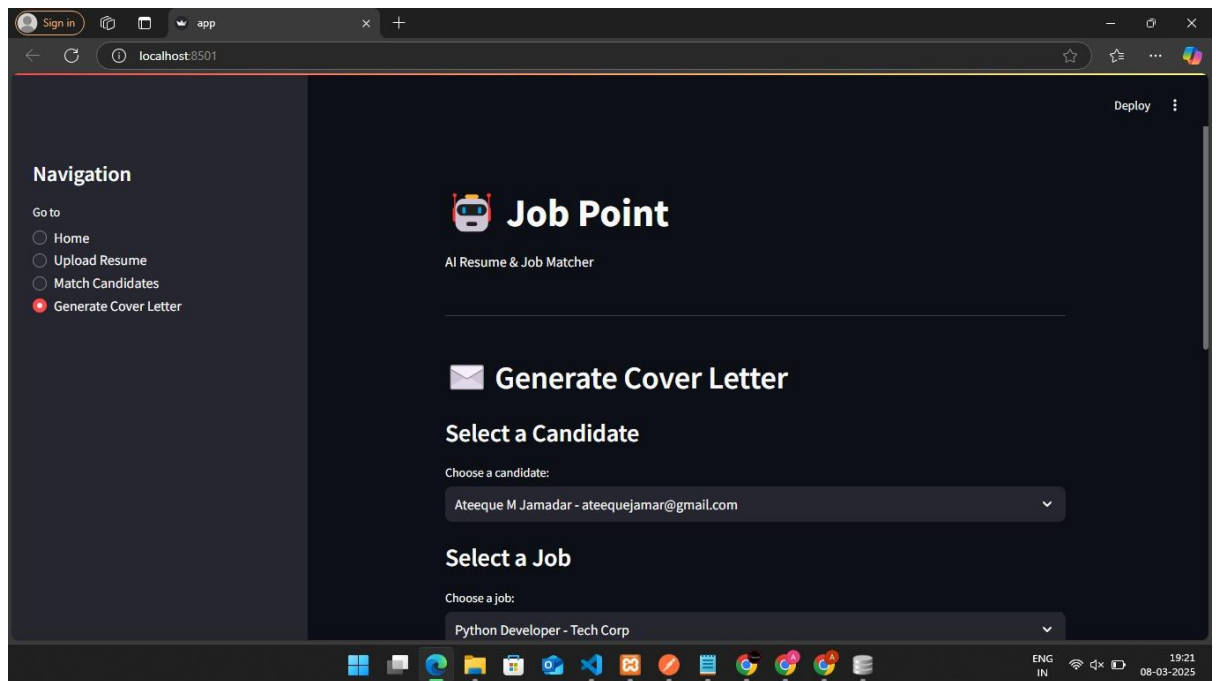 Sign in
app
localhost:8501
Deploy
Navigation
Go to
Home
Upload Resume
Match Candidates
Generate Cover Letter
Job Point
AI Resume & Job Matcher
Generate Cover Letter
Select a Candidate
Choose a candidate:
Ateeque M Jamadar - ateequejamar@gmail.com
Select a Job
Choose a job:
Python Developer - Tech Corp
ENG
IN
19:21
08-03-2025